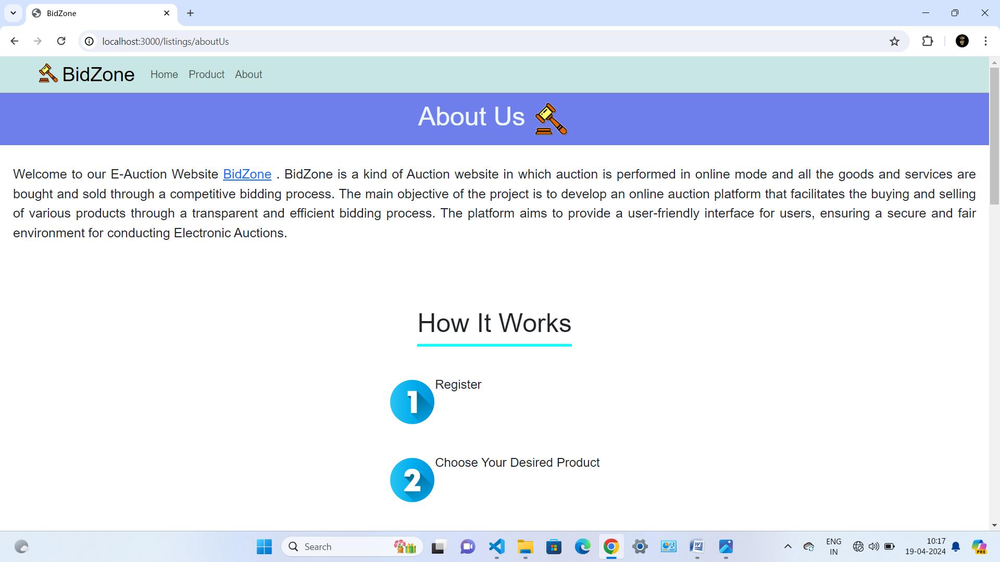 BidZone
localhost:3000/listings/aboutUs
BidZone Home Product About
About Us
Welcome to our E-Auction Website BidZone . BidZone is a kind of Auction website in which auction is performed in online mode and all the goods and services are
bought and sold through a competitive bidding process. The main objective of the project is to develop an online auction platform that facilitates the buying and selling
of various products through a transparent and efficient bidding process. The platform aims to provide a user-friendly interface for users, ensuring a secure and fair
environment for conducting Electronic Auctions.
How It Works
1 Register
2 Choose Your Desired Product
Search
ENG
IN
10:17
19-04-2024
PRE